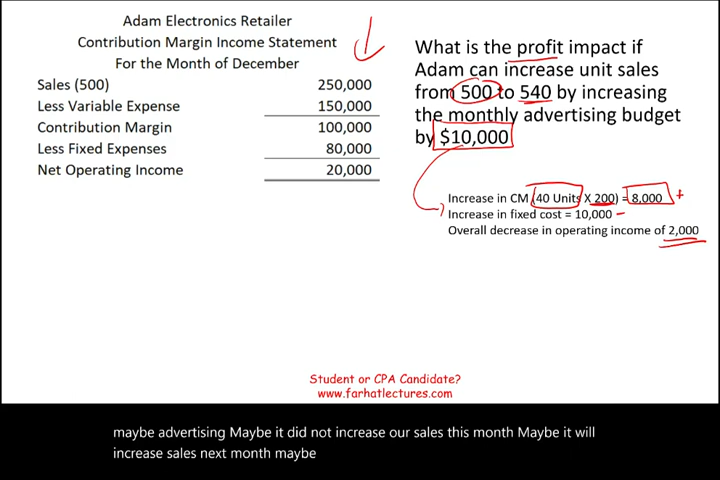 Adam Electronics Retailer
Contribution Margin Income Statement
For the Month of December
Sales (500) 250,000
Less Variable Expense 150,000
Contribution Margin 100,000
Less Fixed Expenses 80,000
Net Operating Income 20,000
What is the profit impact if
Adam can increase unit sales
from 500 to 540 by increasing
the monthly advertising budget
by $10,000
Increase in CM (40 Units X 200) = 8,000 +
Increase in fixed cost = 10,000 –
Overall decrease in operating income of 2,000
Student or CPA Candidate?
www.farhatlectures.com
maybe advertising Maybe it did not increase our sales this month Maybe it will
increase sales next month maybe